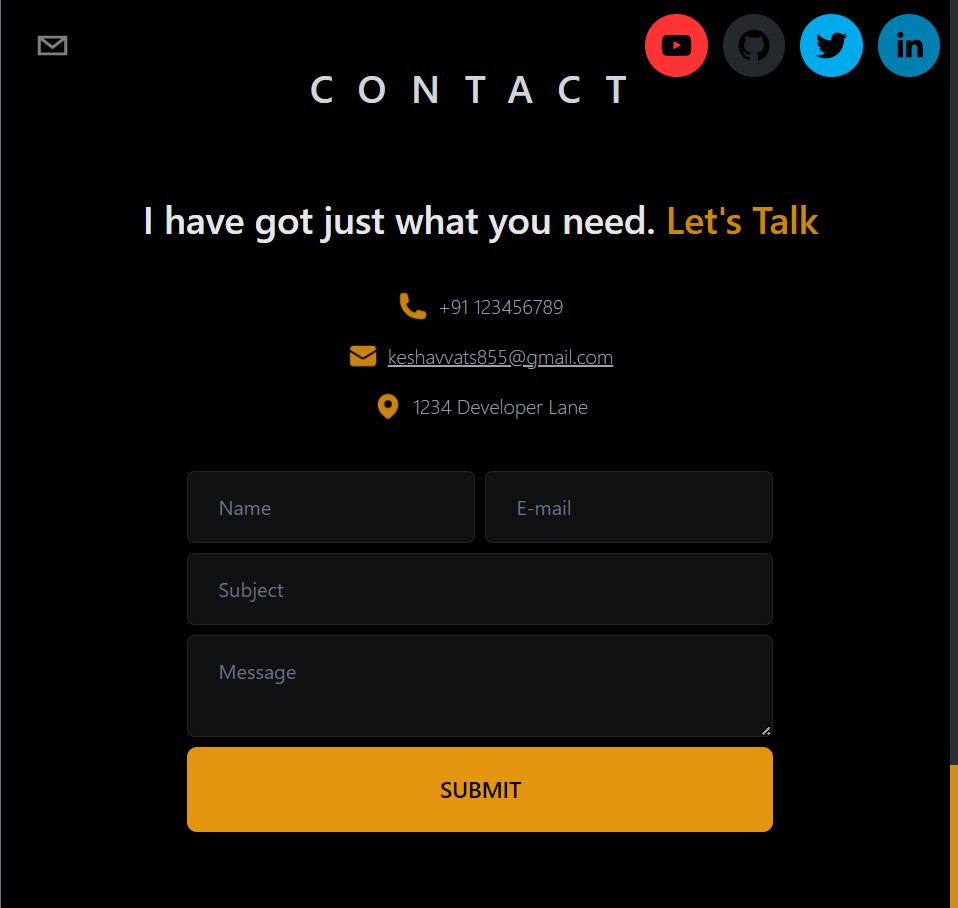 in
C O N T A C T
I have got just what you need. Let's Talk
+91 123456789
keshavvats855@gmail.com
1234 Developer Lane
Name
E-mail
Subject
Message
SUBMIT